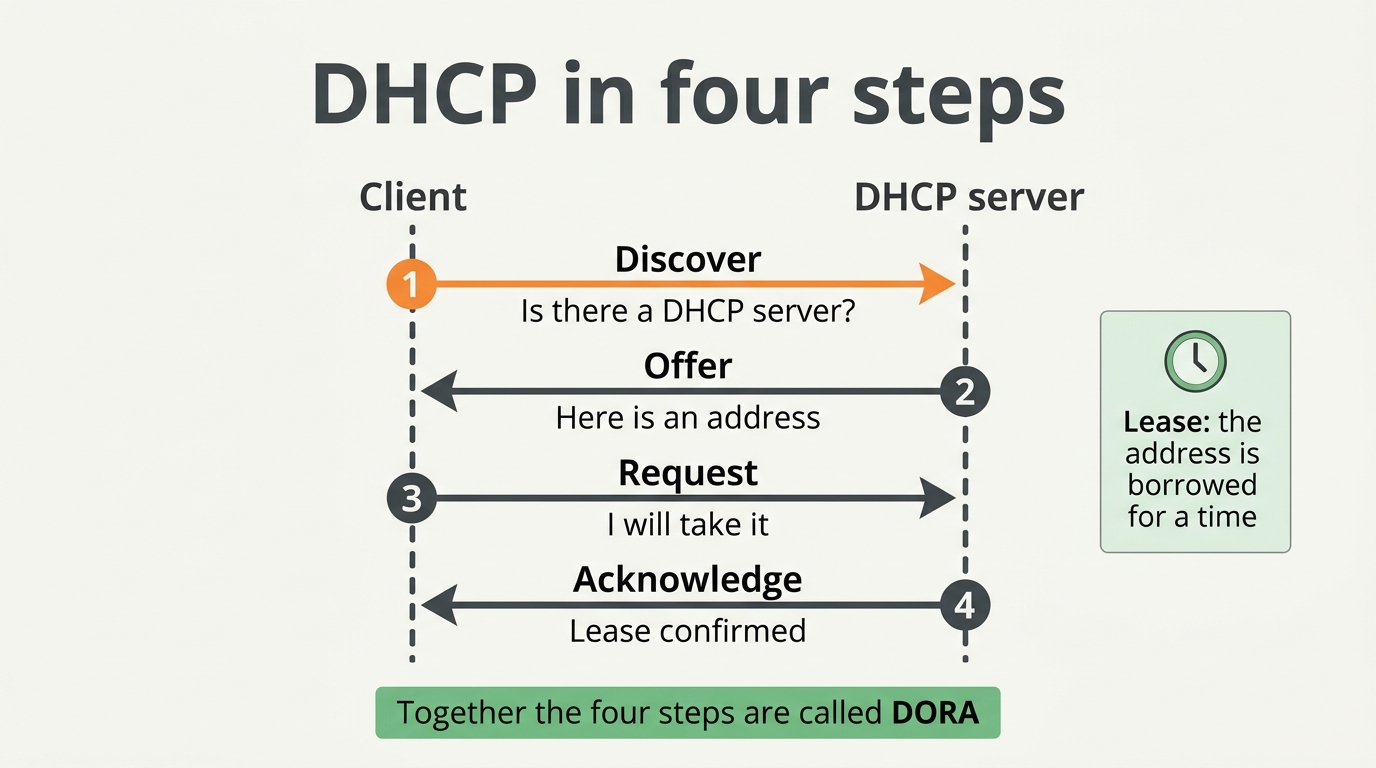 DHCP in four steps
Client
DHCP server
1
Discover
Is there a DHCP server?
Offer
2
Here is an address
3
Request
I will take it
Acknowledge
4
Lease confirmed
Lease: the
address is
borrowed
for a time
Together the four steps are called DORA